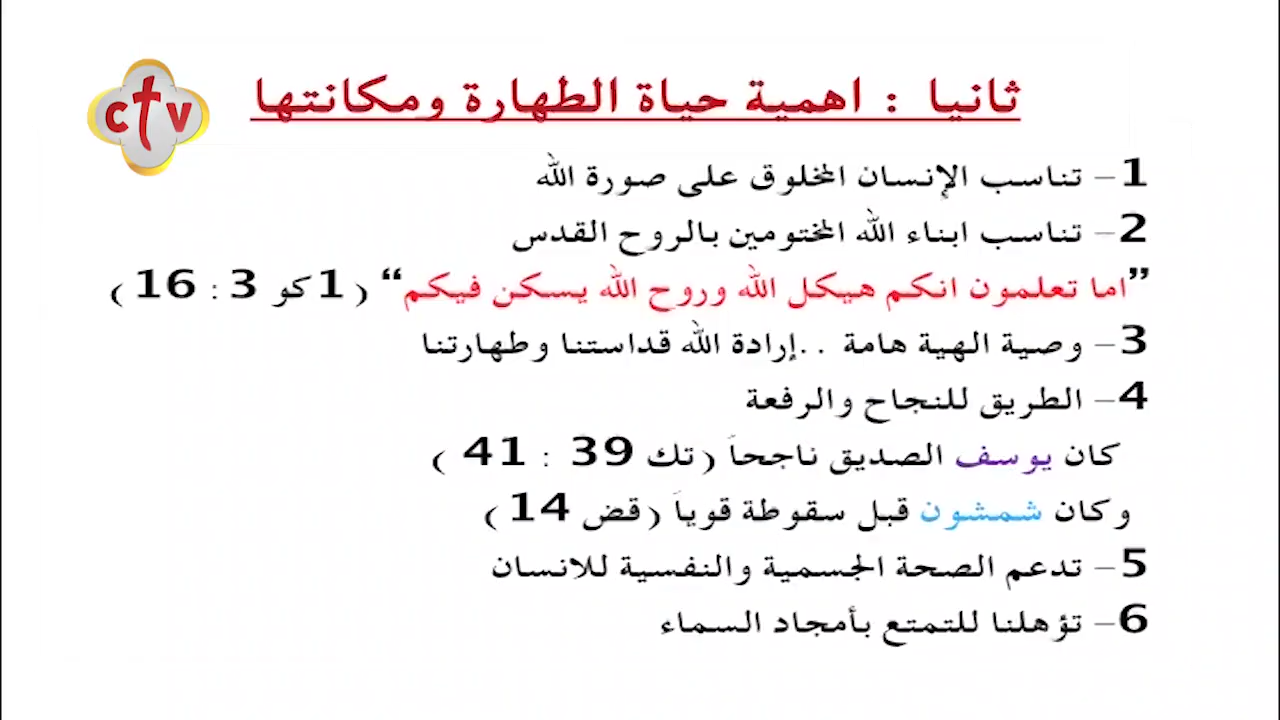 ctv
ثانيا : اهمية حياة الطهارة ومكانتها
1- تناسب الإنسان المخلوق على صورة الله
2- تناسب ابناء الله المختومين بالروح القدس
”اما تعلمون انكم هيكل الله وروح الله يسكن فيكم“ (1كو 3 : 16 )
3- وصية الهية هامة ..إرادة الله قداستنا وطهارتنا
4- الطريق للنجاح والرفعة
كان يوسف الصديق ناجحاً (تك 39 : 41 )
وكان شمشون قبل سقوطة قوياً (قض 14 )
5- تدعم الصحة الجسمية والنفسية للانسان
6- تؤهلنا للتمتع بأمجاد السماء